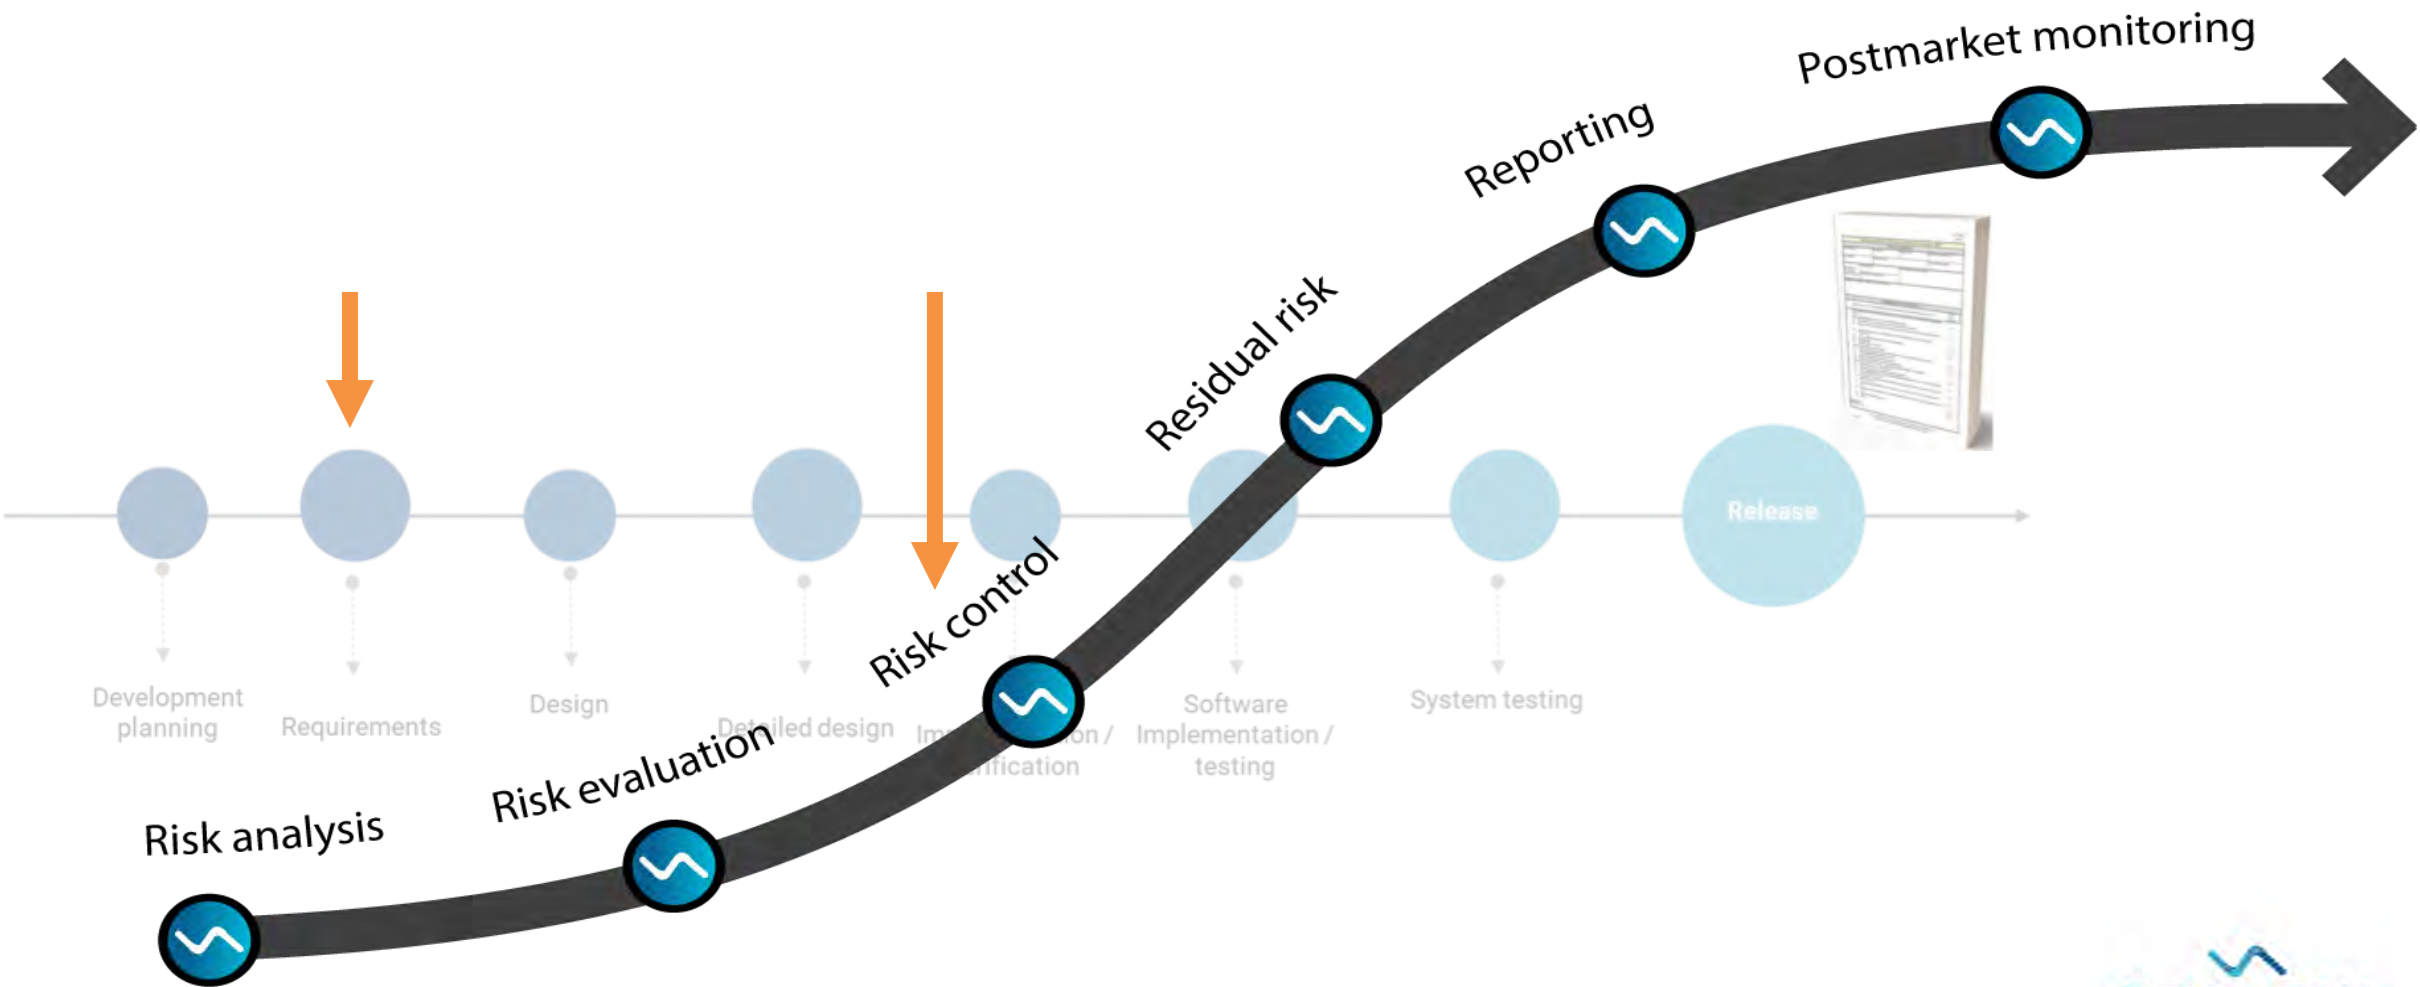 Postmarket monitoring
Reporting
Residual risk
Release
Risk control
Development
planning
Requirements
Design
Detailed design
Software
Implementation /
testing
System testing
Risk evaluation
Risk analysis